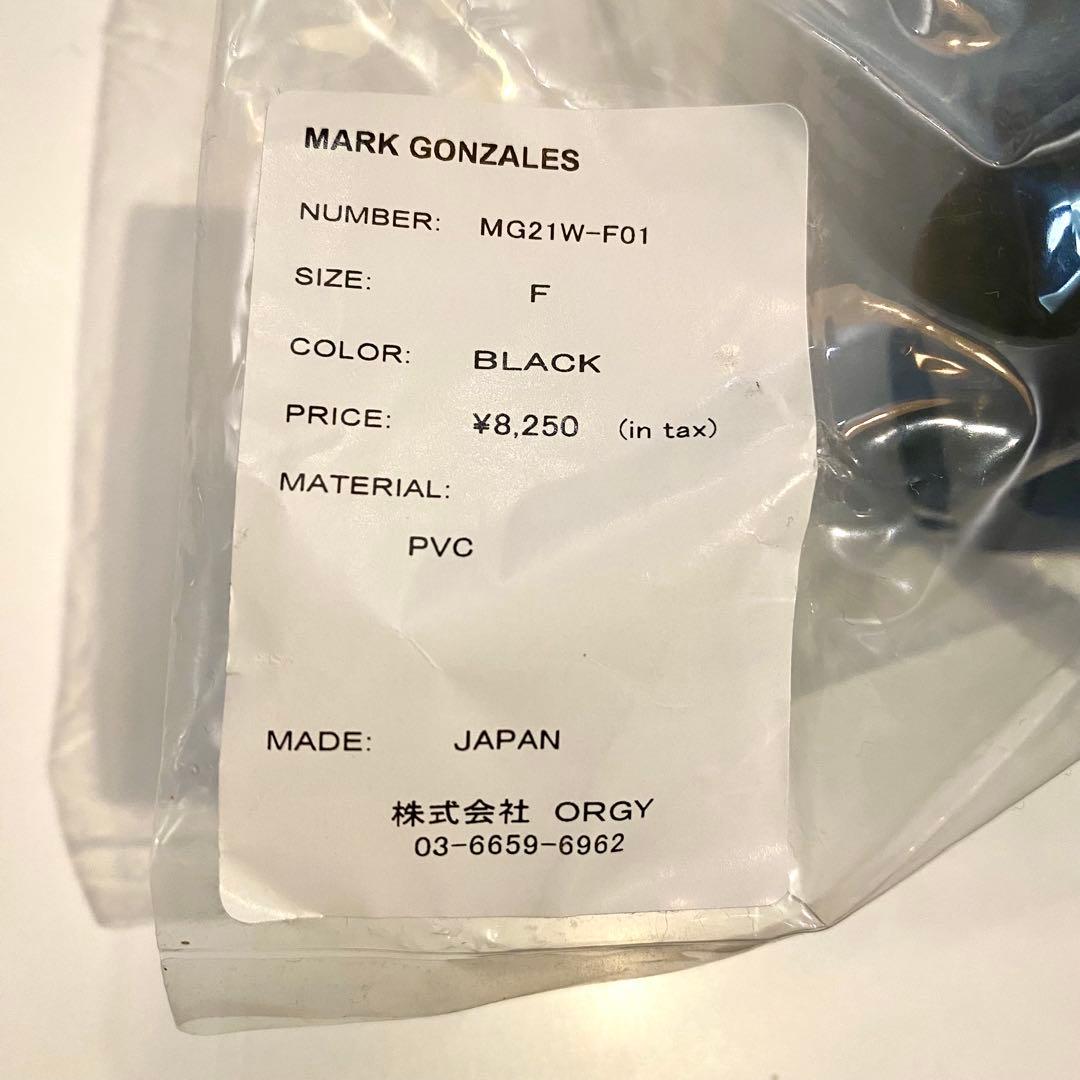 MARK GONZALES
NUMBER: MG21W-F01
SIZE: F
COLOR: BLACK
PRICE: ¥8,250 (in tax)
MATERIAL:
PVC
MADE: JAPAN
株式会社 ORGY
03-6659-6962